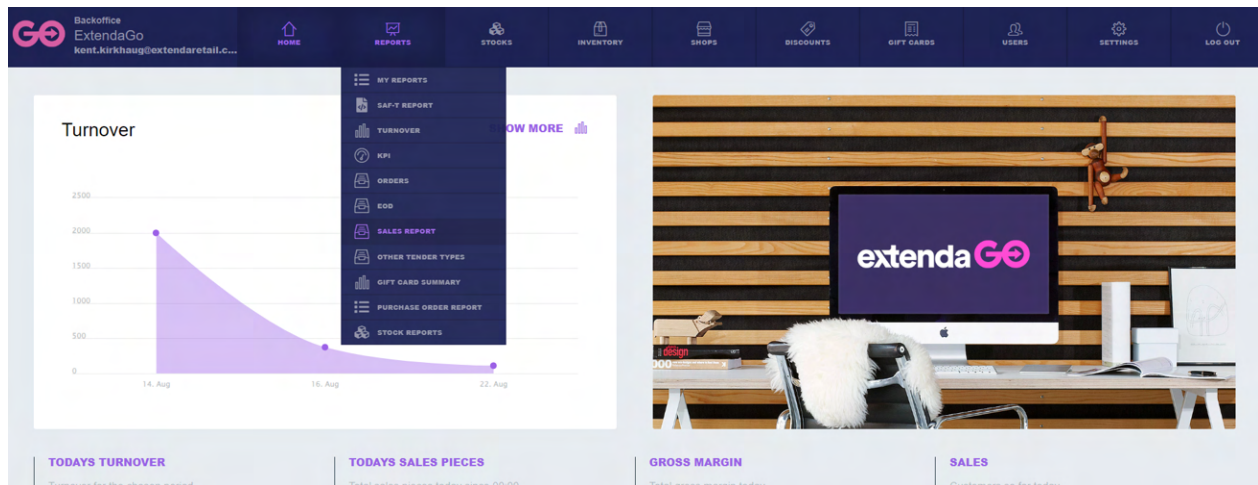 GO
Backoffice
ExtendaGo
kent.kirkhaug@extendaretail.c...
HOME
REPORTS
STOCKS
INVENTORY
SHOPS
DISCOUNTS
GIFT CARDS
USERS
SETTINGS
LOG OUT
MY REPORTS
SAF-T REPORT
TURNOVER
KPI
ORDERS
EOD
SALES REPORT
OTHER TENDER TYPES
GIFT CARD SUMMARY
PURCHASE ORDER REPORT
STOCK REPORTS
Turnover
SHOW MORE
2500
2000
1500
1000
500
0
14. Aug
16. Aug
22. Aug
extenda GO
design
TODAYS TURNOVER
TODAYS SALES PIECES
GROSS MARGIN
SALES